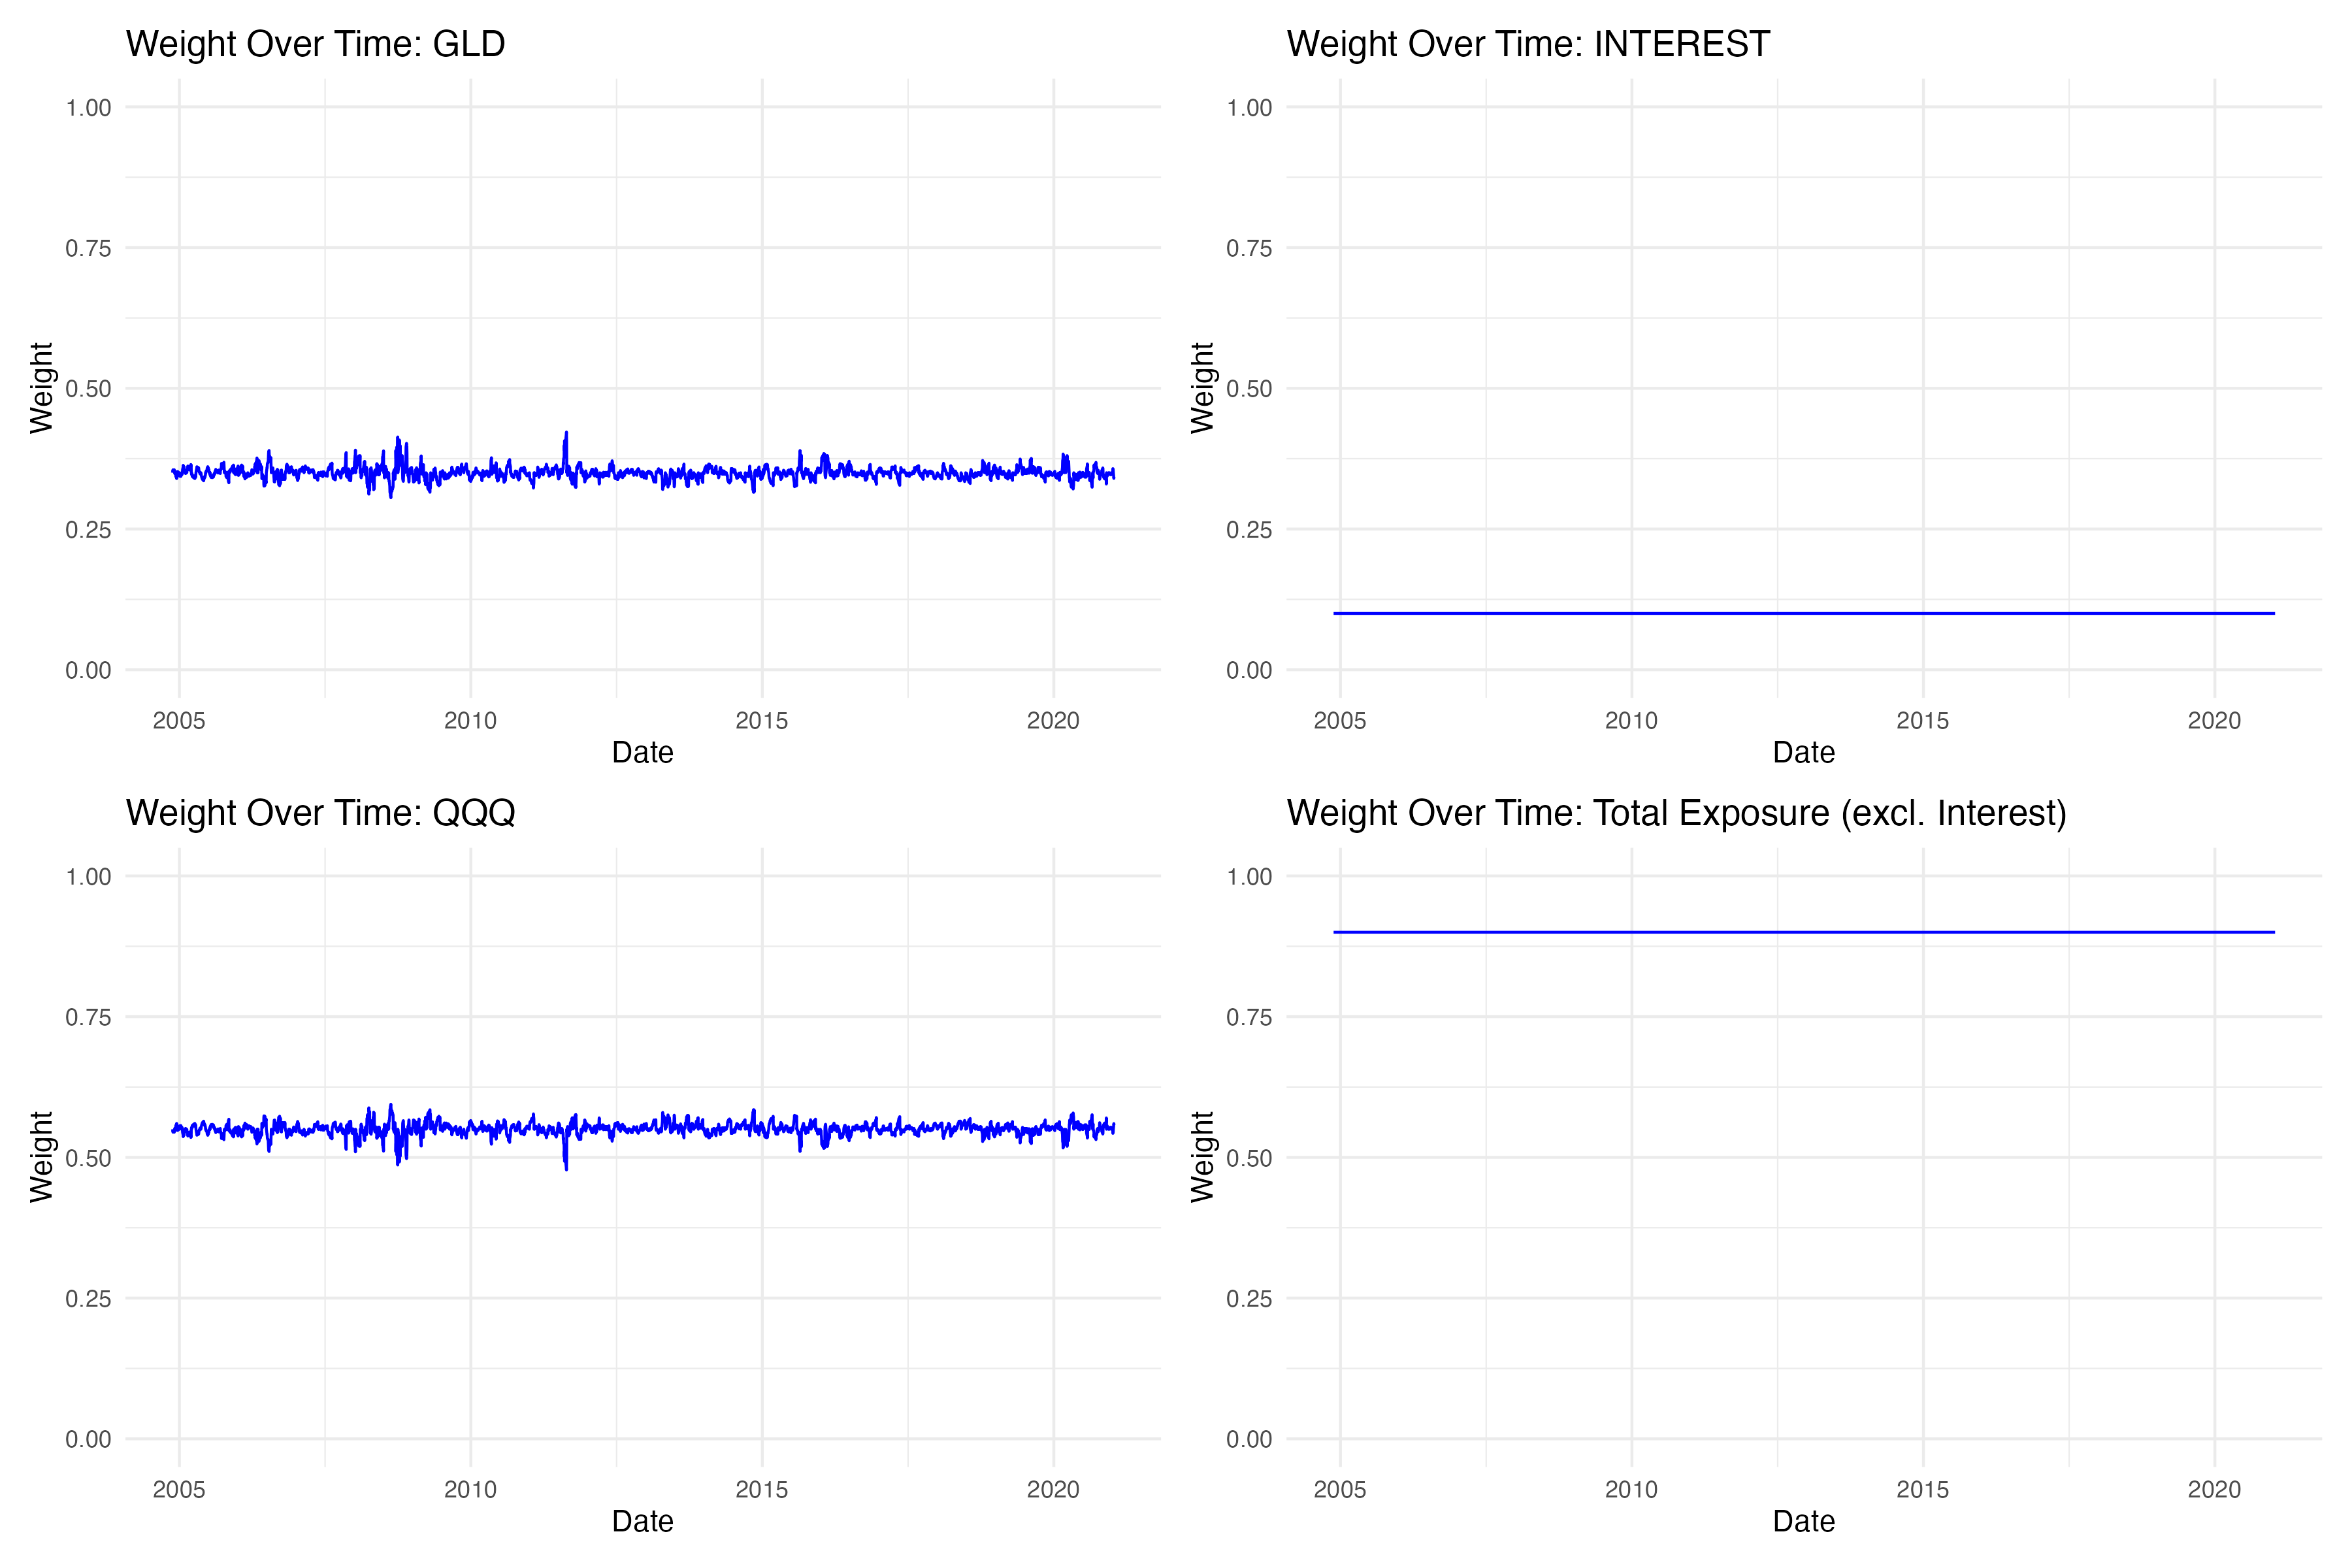 Weight Over Time: GLD
1.00
0.75
0.50
0.25
0.00
Weight
2005 2010 2015 2020
Date
Weight Over Time: INTEREST
1.00
0.75
0.50
0.25
0.00
Weight
2005 2010 2015 2020
Date
Weight Over Time: QQQ
1.00
0.75
0.50
0.25
0.00
Weight
2005 2010 2015 2020
Date
Weight Over Time: Total Exposure (excl. Interest)
1.00
0.75
0.50
0.25
0.00
Weight
2005 2010 2015 2020
Date